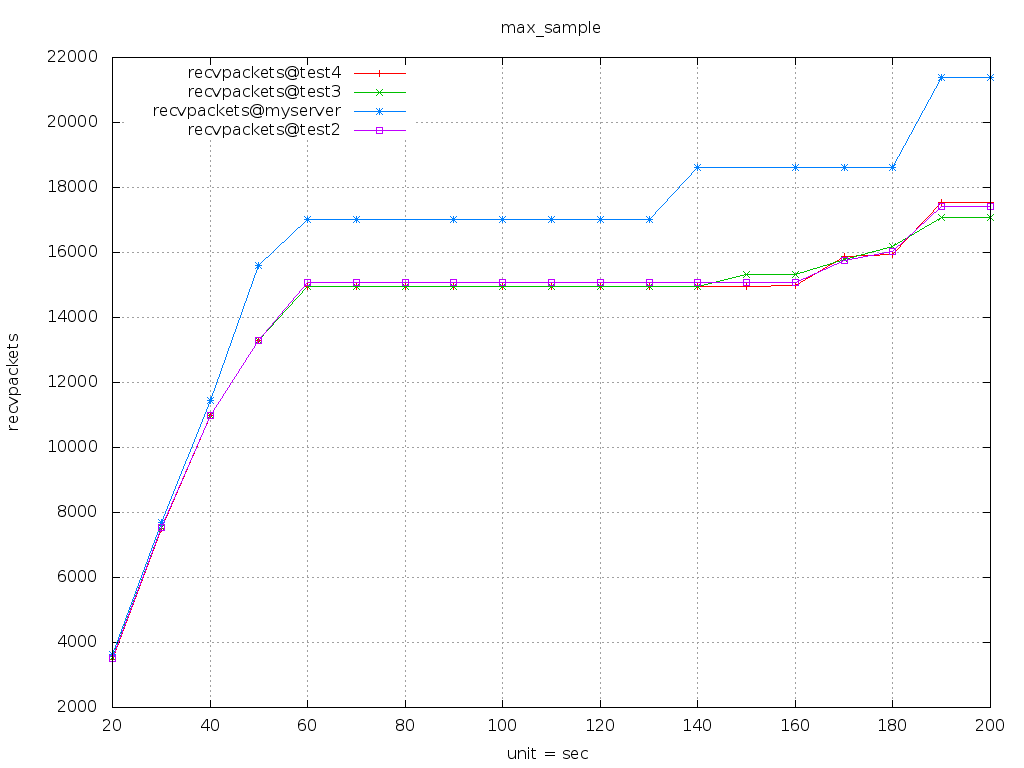 max_sample
22000
20000
18000
16000
14000
12000
10000
8000
6000
4000
2000
recvpackets
recvpackets@test4
recvpackets@test3
recvpackets@myserver
recvpackets@test2
20 40 60 80 100 120 140 160 180 200
unit = sec